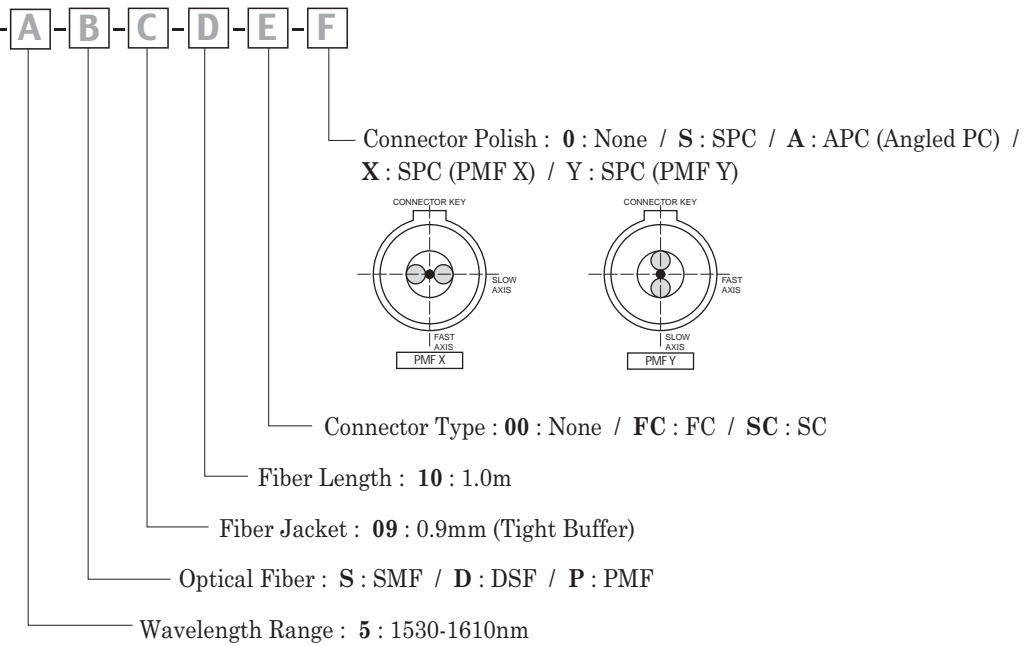 -A-B-C-D-E-F
Connector Polish : 0 : None / S : SPC / A : APC (Angled PC) /
X : SPC (PMF X) / Y : SPC (PMF Y)
CONNECTOR KEY
SLOW
AXIS
FAST
AXIS
PMF X
CONNECTOR KEY
FAST
AXIS
SLOW
AXIS
PMF Y
Connector Type : 00 : None / FC : FC / SC : SC
Fiber Length : 10 : 1.0m
Fiber Jacket : 09 : 0.9mm (Tight Buffer)
Optical Fiber : S : SMF / D : DSF / P : PMF
Wavelength Range : 5 : 1530-1610nm